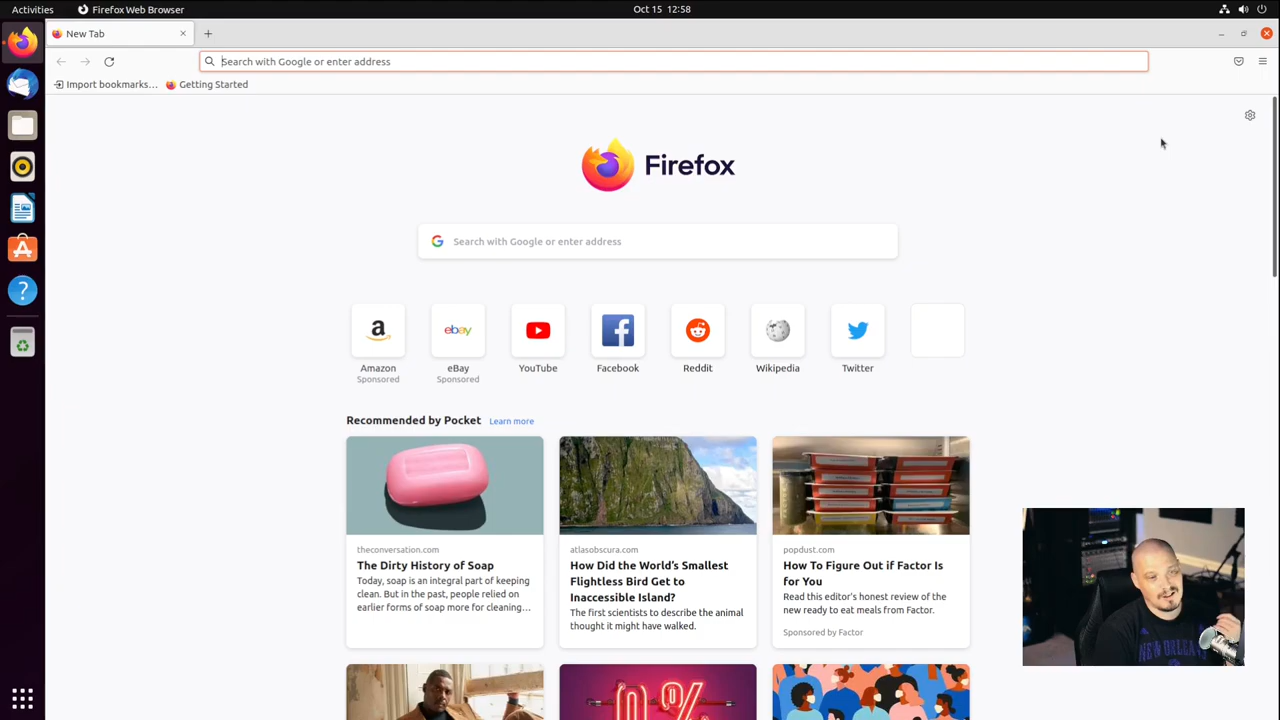 Activities
Firefox Web Browser
Oct 15 12:58
New Tab
Search with Google or enter address
Import bookmarks…
Getting Started
Firefox
Search with Google or enter address
a
ebay
Amazon
Sponsored
eBay
Sponsored
YouTube
Facebook
Reddit
Wikipedia
Twitter
Recommended by Pocket
Learn more
theconversation.com
The Dirty History of Soap
Today, soap is an integral part of keeping
clean. But in the past, people relied on
earlier forms of soap more for cleaning…
atlasobscura.com
How Did the World's Smallest
Flightless Bird Get to
Inaccessible Island?
The first scientists to describe the animal
thought it might have walked.
popdust.com
How To Figure Out if Factor Is
for You
Read this editor's honest review of the
new ready to eat meals from Factor.
Sponsored by Factor
0%
NEW ORLEANS